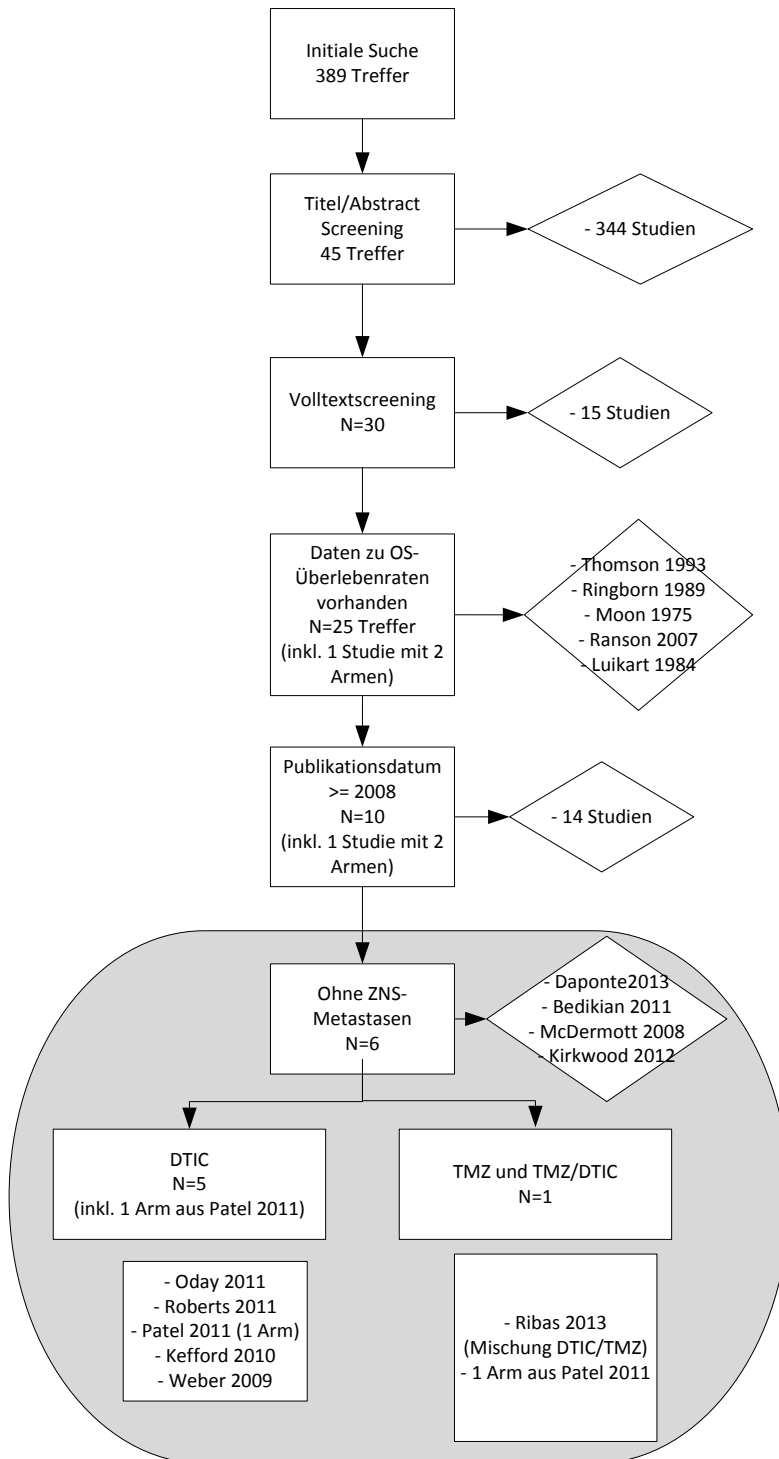 Initiale Suche
389 Treffer
Titel/Abstract
Screening
45 Treffer
- 344 Studien
Volltextscreening
N=30
- 15 Studien
Daten zu OS-
Überlebenraten
vorhanden
N=25 Treffer
(inkl. 1 Studie mit 2
Armen)
- Thomson 1993
- Ringborn 1989
- Moon 1975
- Ranson 2007
- Luikart 1984
Publikationsdatum
>= 2008
N=10
(inkl. 1 Studie mit 2
Armen)
- 14 Studien
Ohne ZNS-
Metastasen
N=6
- Daponte2013
- Bedikian 2011
- McDermott 2008
- Kirkwood 2012
DTIC
N=5
(inkl. 1 Arm aus Patel 2011)
TMZ und TMZ/DTIC
N=1
- Oday 2011
- Roberts 2011
- Patel 2011 (1 Arm)
- Kefford 2010
- Weber 2009
- Ribas 2013
(Mischung DTIC/TMZ)
- 1 Arm aus Patel 2011